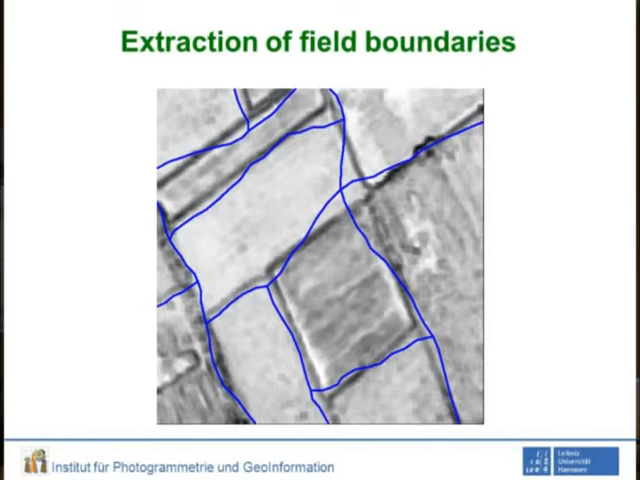 Extraction of field boundaries
Institut für Photogrammetrie und GeoInformation
Leibniz
Universität
Hannover